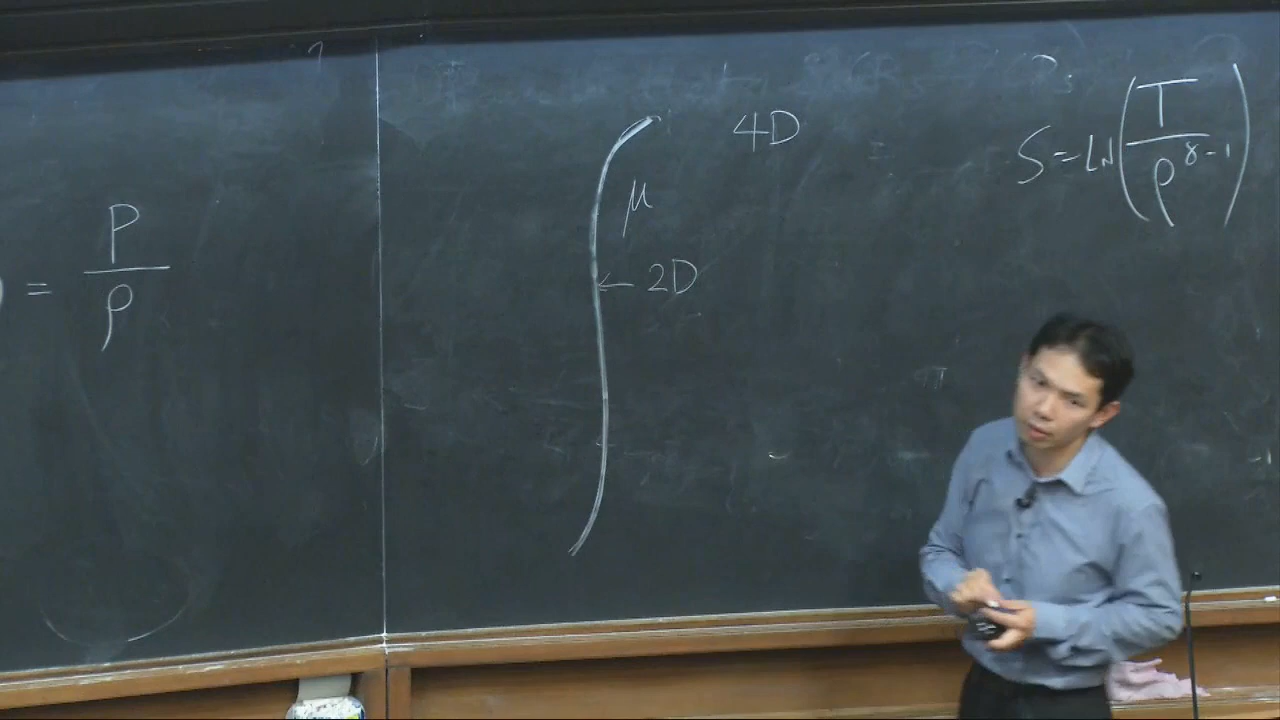 = P/ρ
4D
μ
← 2D
S = LN(T/ρ^γ-1)